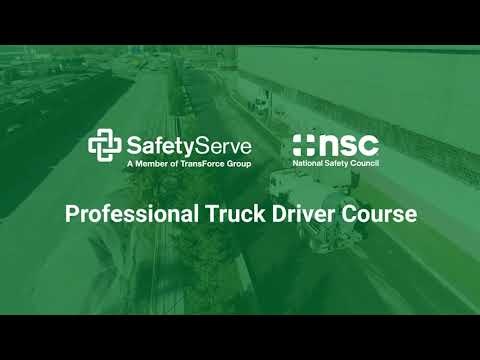 SafetyServe
A Member of TransForce Group
nsc
National Safety Council
Professional Truck Driver Course